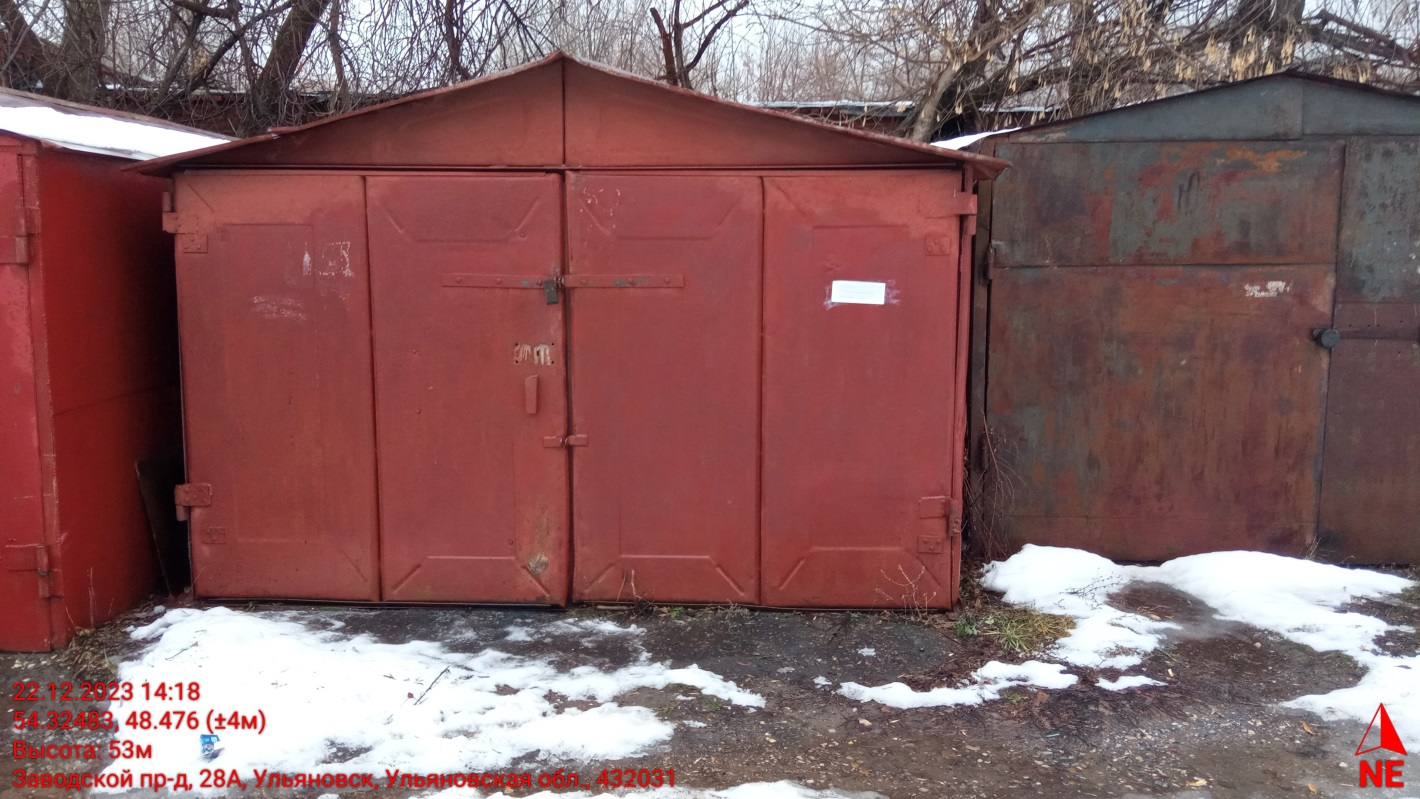 22.12.2023 14:18
54.32483, 48.476 (±4м)
Высота: 53м
Заводской пр-д, 28А, Ульяновск, Ульяновская обл., 432031
NE